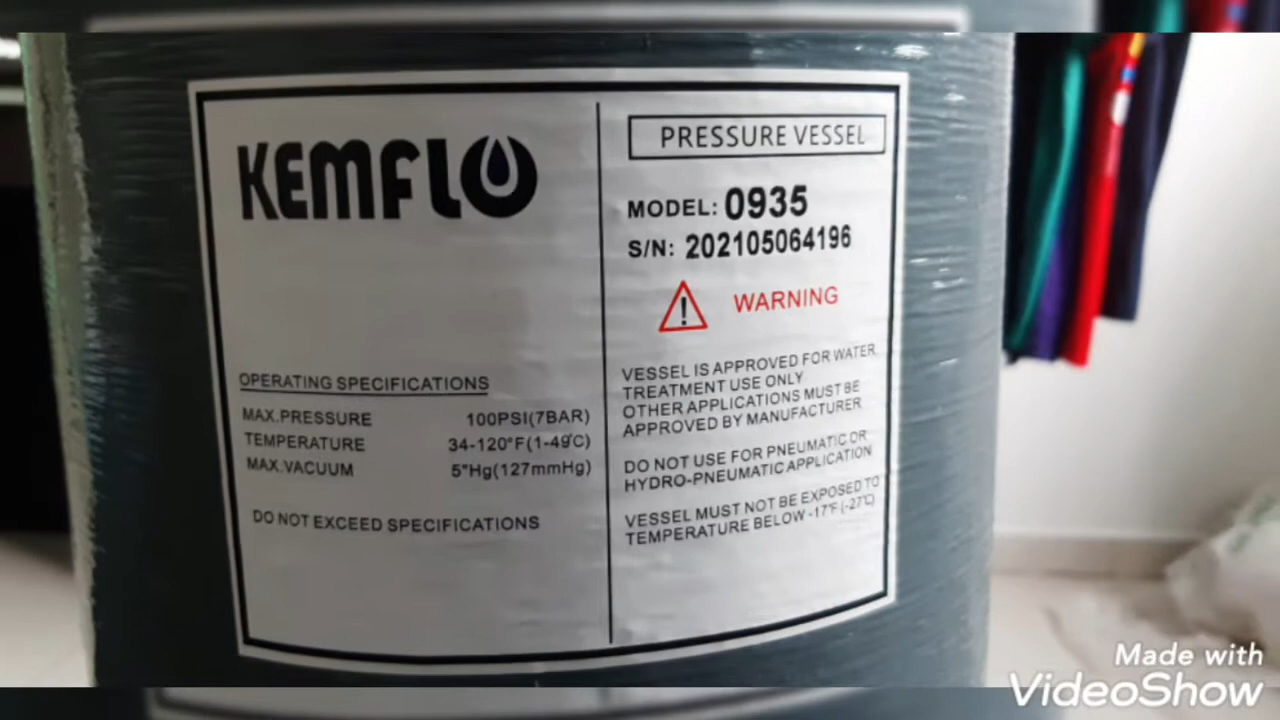 KEMFLO
OPERATING SPECIFICATIONS
MAX.PRESSURE 100PSI(7BAR)
TEMPERATURE 34-120°F(1-49°C)
MAX.VACUUM 5"Hg(127mmHg)
DO NOT EXCEED SPECIFICATIONS
PRESSURE VESSEL
MODEL: 0935
S/N: 202105064196
WARNING
VESSEL IS APPROVED FOR WATER
TREATMENT USE ONLY
OTHER APPLICATIONS MUST BE
APPROVED BY MANUFACTURER
DO NOT USE FOR PNEUMATIC OR
HYDRO-PNEUMATIC APPLICATION
VESSEL MUST NOT BE EXPOSED TO
TEMPERATURE BELOW -17°F (-27°C)
Made with
VideoShow